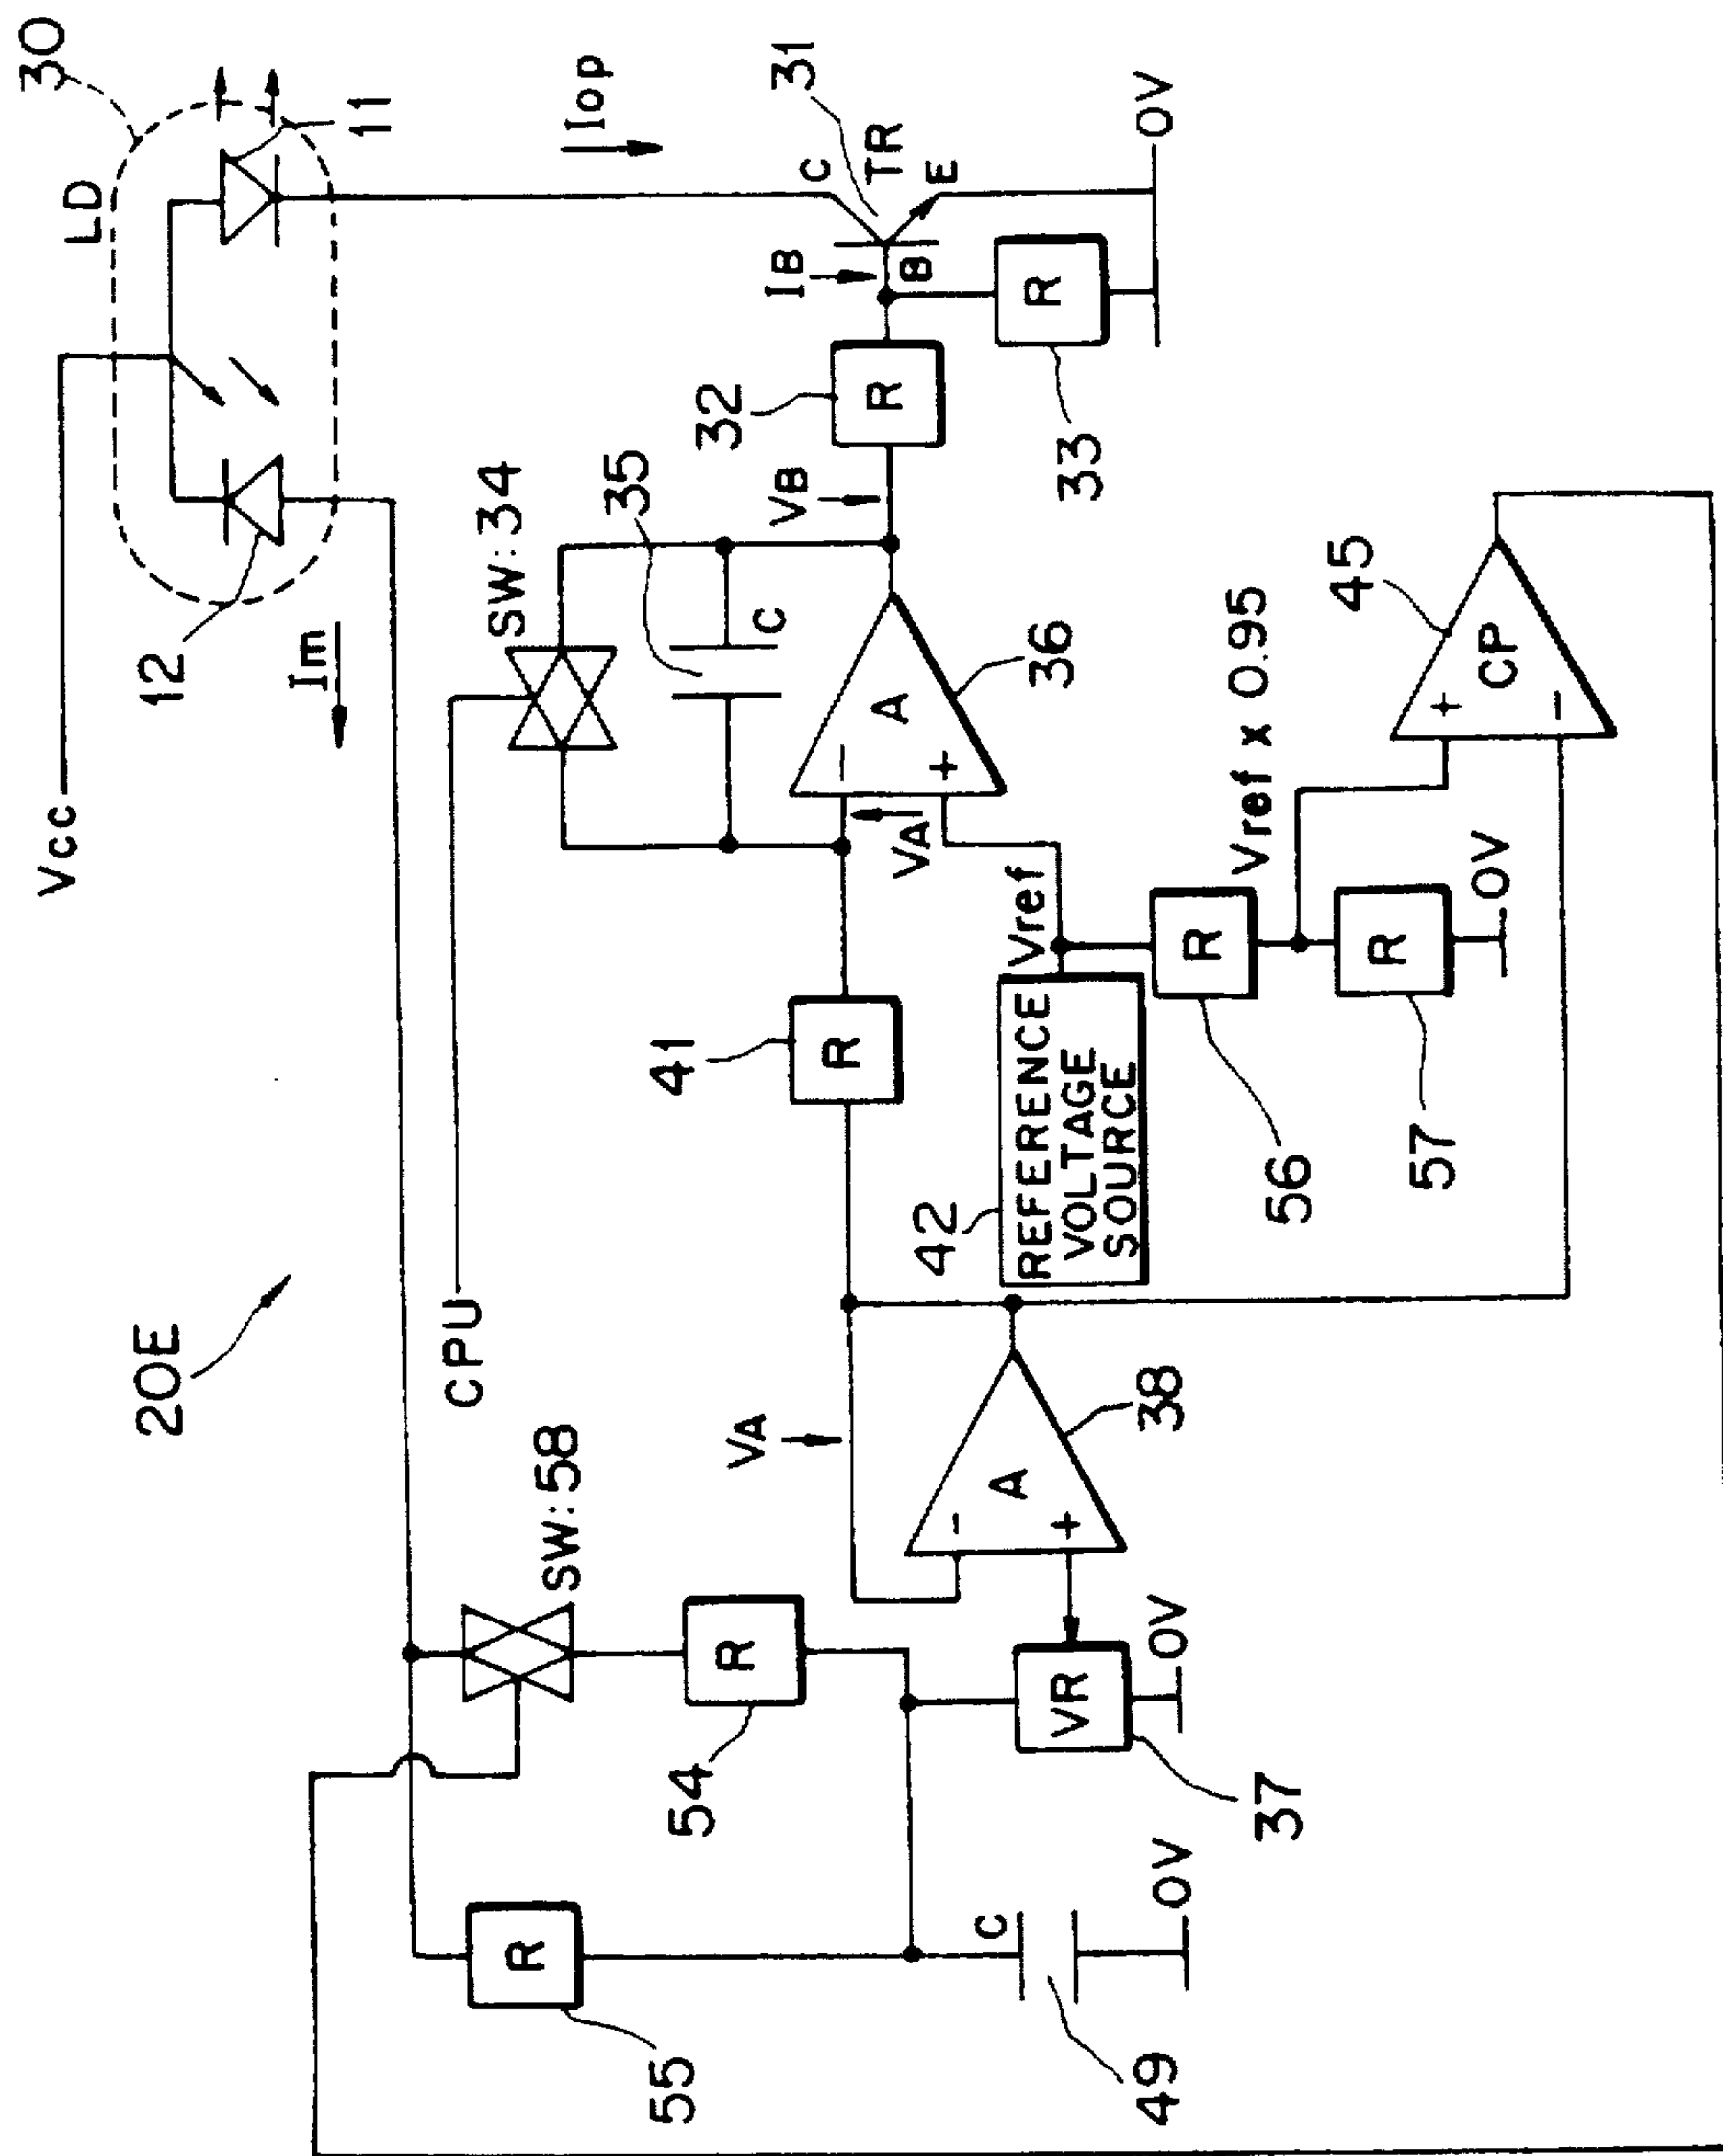 20E
Vcc
LD
30
11
12
Im
Iop
CPU
SW:34
35
C
A
-
+
36
VA
VB
32
R
IB
B
C
TR
E
31
R
33
0V
SW:58
55
R
54
R
VA
41
R
A
-
+
38
VR
37
0V
C
49
0V
42
REFERENCE
VOLTAGE
SOURCE
Vref
R
56
Vref x 0.95
R
57
0V
45
CP
+
-